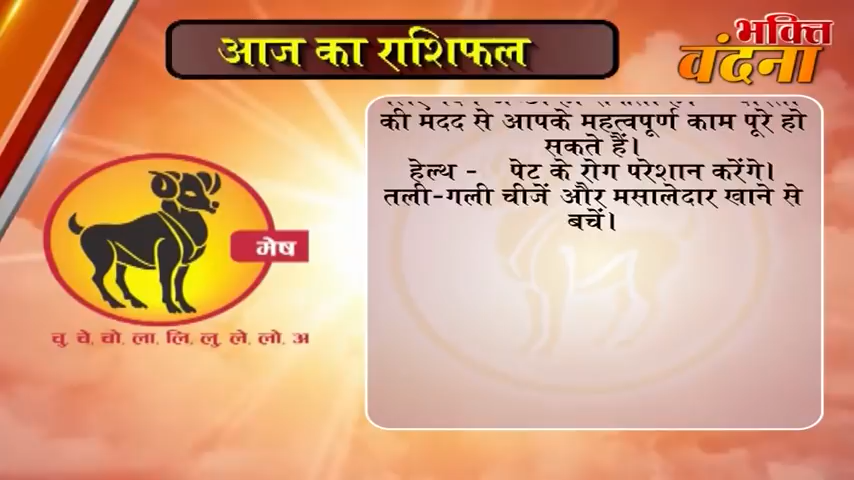 आज का राशिफल
भक्ति
वंदना
की मदद से आपके महत्वपूर्ण काम पूरे हो
सकते हैं।
हेल्थ - पेट के रोग परेशान करेंगे।
तली-गली चीजें और मसालेदार खाने से
बचें।
मेष
चु, चे, चो, ला, लि, लु, ले, लो, अ